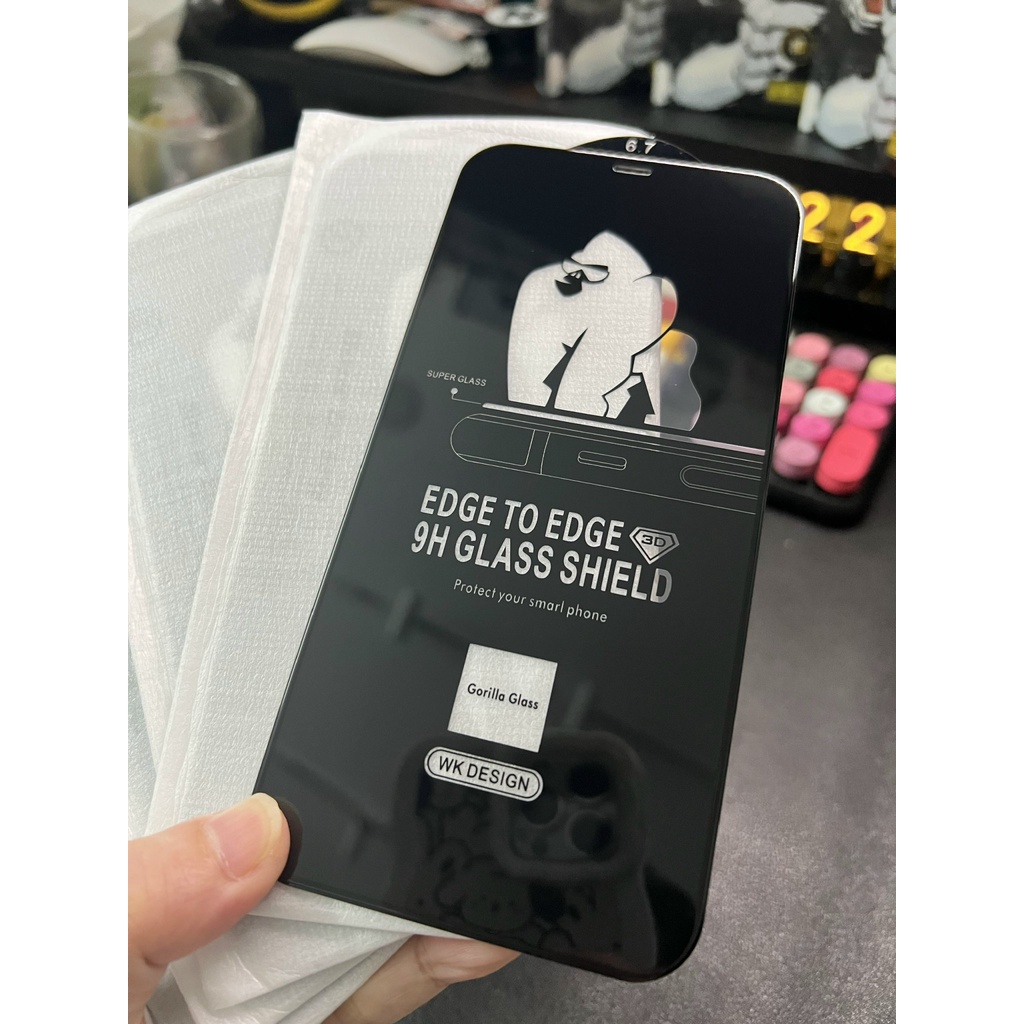 6.7
22
SUPER GLASS
EDGE TO EDGE
3D
9H GLASS SHIELD
Protect your smarl phone
Gorilla Glass
WK DESIGN